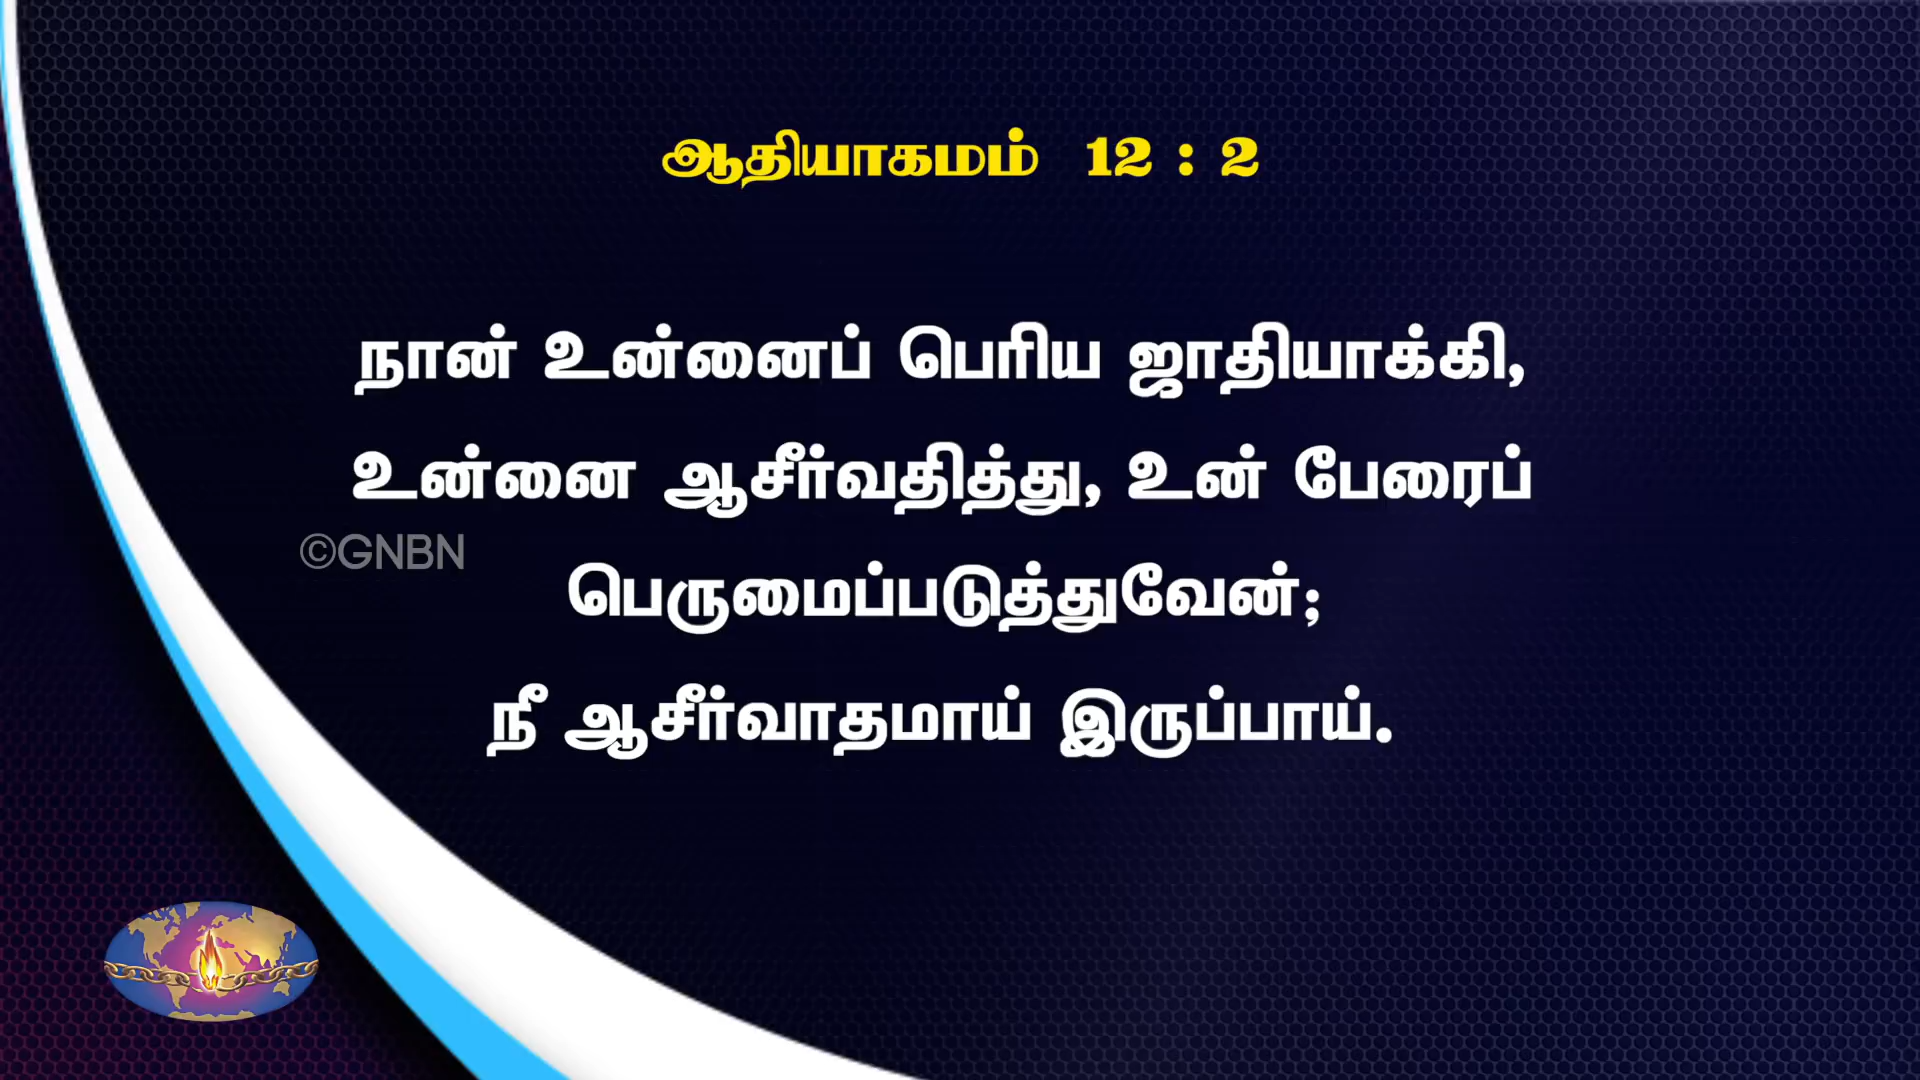 ஆதியாகமம் 12 : 2
நான் உன்னைப் பெரிய ஜாதியாக்கி,
உன்னை ஆசீர்வதித்து, உன் பேரைப்
©GNBN
பெருமைப்படுத்துவேன்;
நீ ஆசீர்வாதமாய் இருப்பாய்.